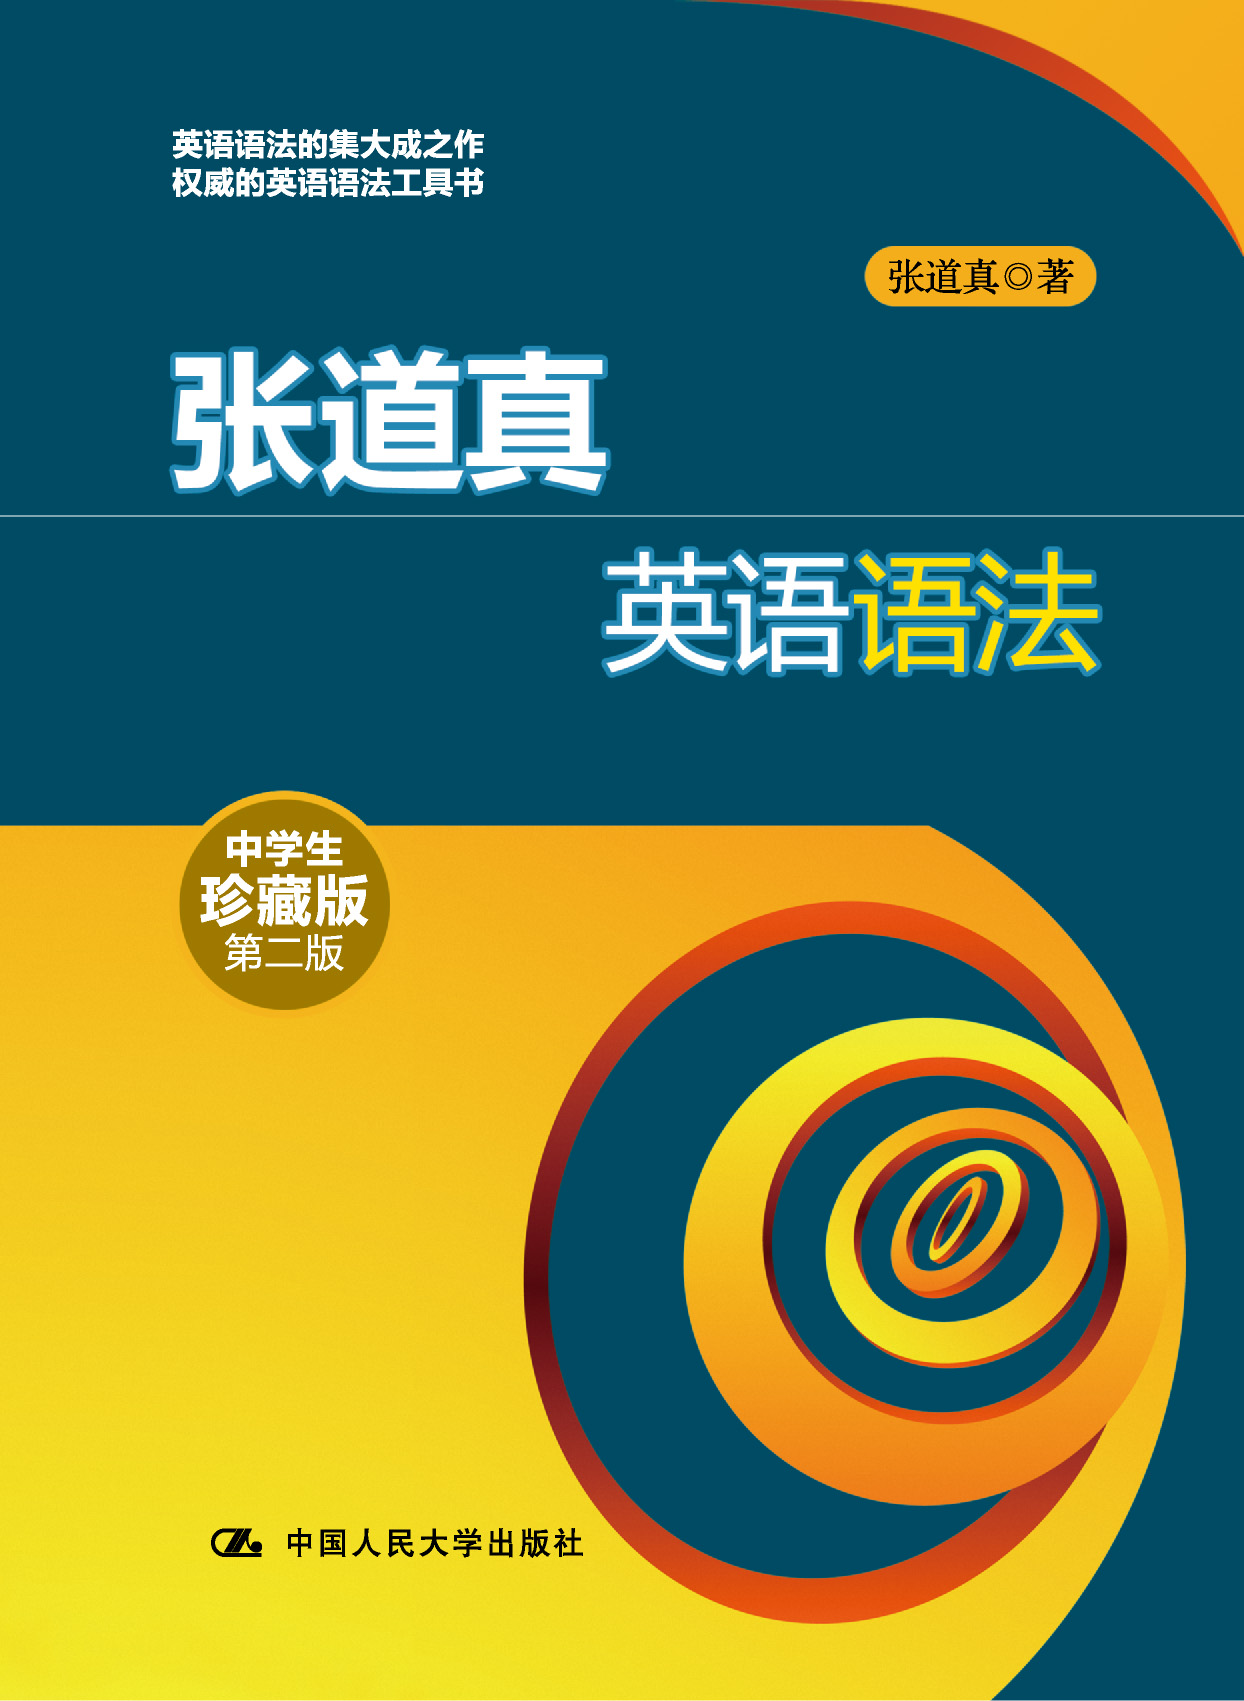 英语语法的集大成之作
权威的英语语法工具书
张道真◎著
张道真
英语语法
中学生
珍藏版
第二版
中国人民大学出版社